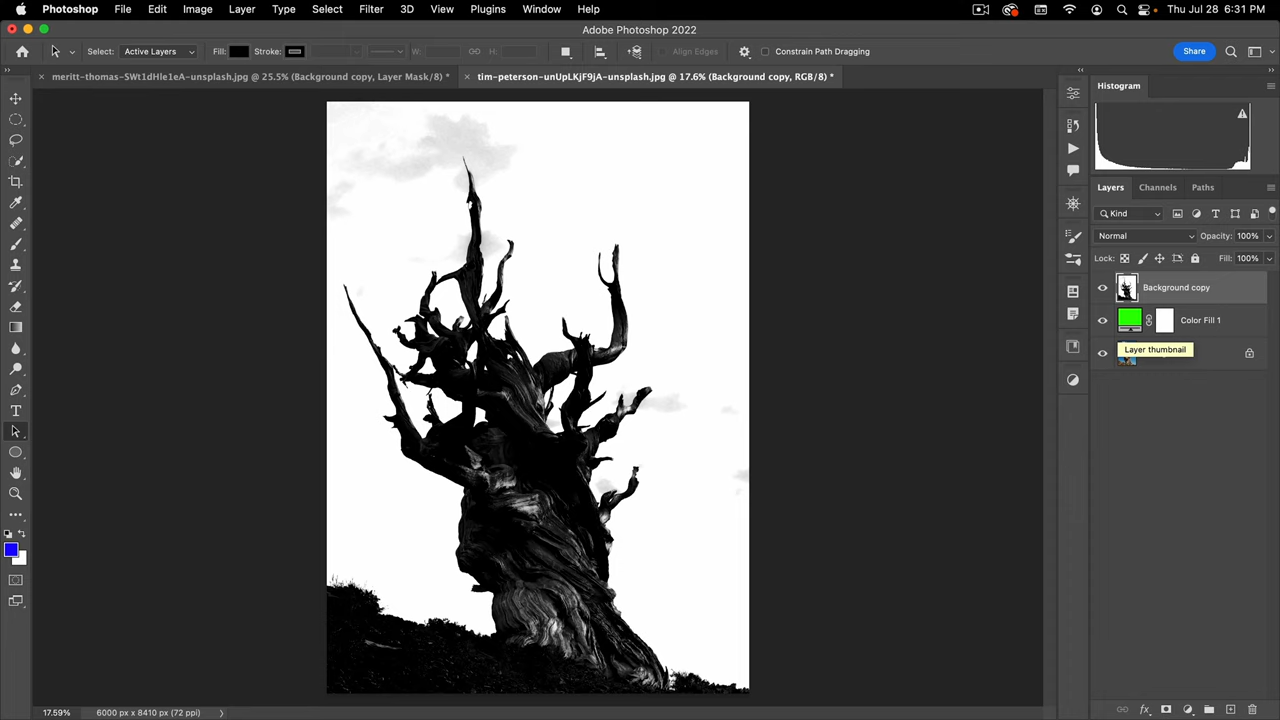 Photoshop File Edit Image Layer Type Select Filter 3D View Plugins Window Help Thu Jul 28 6:31 PM
Adobe Photoshop 2022
Select: Active Layers Fill: Stroke: W: H: Align Edges Constrain Path Dragging Share
meritt-thomas-SWt1dHle1eA-unsplash.jpg @ 25.5% (Background copy, Layer Mask/8) *
tim-peterson-unUpLKjF9jA-unsplash.jpg @ 17.6% (Background copy, RGB/8) *
Histogram
Layers Channels Paths
Kind
Normal Opacity: 100%
Lock: Fill: 100%
Background copy
Color Fill 1
Layer thumbnail
17.59% 6000 px x 8410 px (72 ppi)